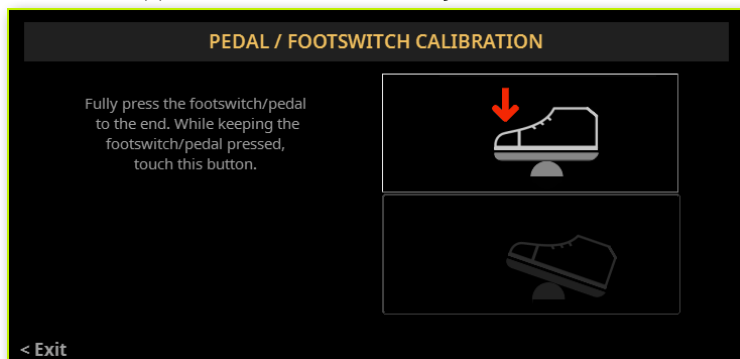 PEDAL / FOOTSWITCH CALIBRATION
Fully press the footswitch/pedal
to the end. While keeping the
footswitch/pedal pressed,
touch this button.
< Exit